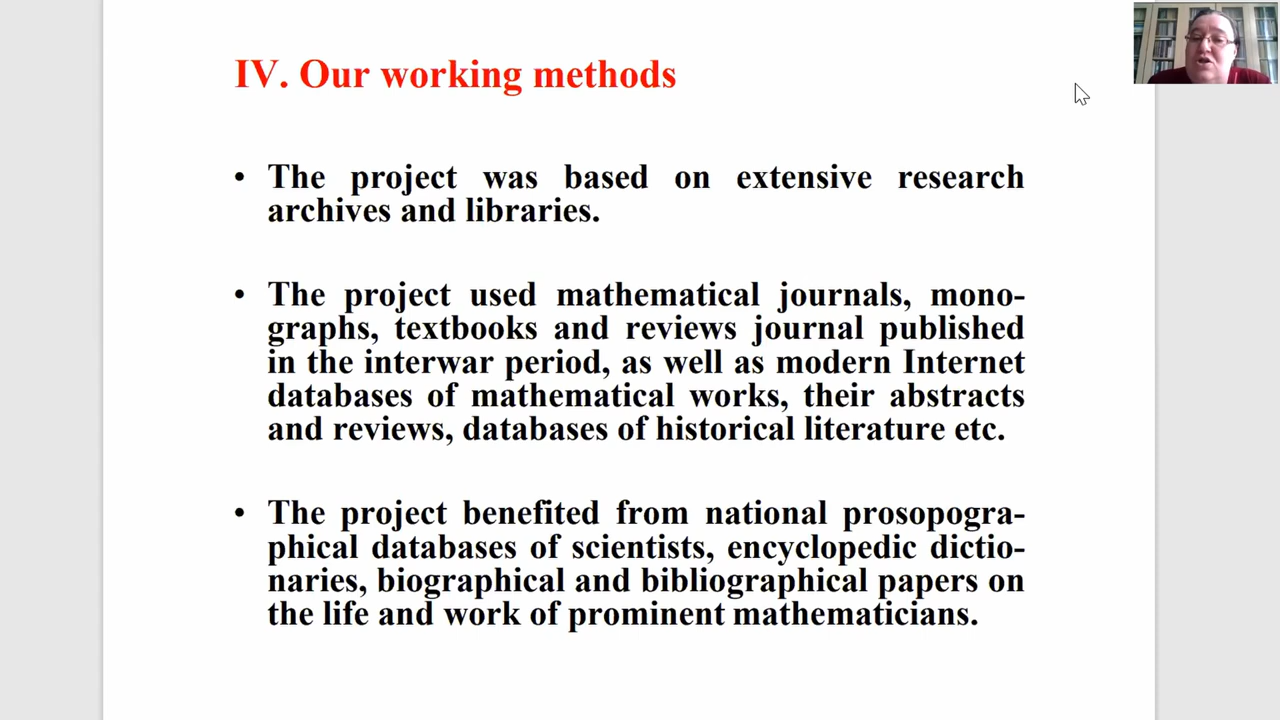 IV. Our working methods
• The project was based on extensive research
archives and libraries.
• The project used mathematical journals, mono-
graphs, textbooks and reviews journal published
in the interwar period, as well as modern Internet
databases of mathematical works, their abstracts
and reviews, databases of historical literature etc.
• The project benefited from national prosopogra-
phical databases of scientists, encyclopedic dictio-
naries, biographical and bibliographical papers on
the life and work of prominent mathematicians.